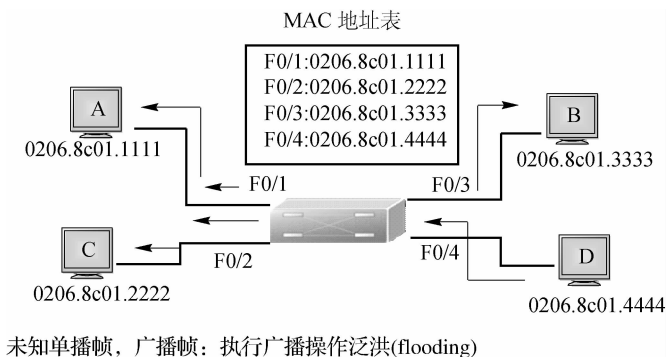 MAC 地址表
F0/1:0206.8c01.1111
F0/2:0206.8c01.2222
F0/3:0206.8c01.3333
F0/4:0206.8c01.4444
A
0206.8c01.1111
B
0206.8c01.3333
F0/1
F0/3
C
0206.8c01.2222
F0/2
F0/4
D
0206.8c01.4444
未知单播帧，广播帧：执行广播操作泛洪(flooding)